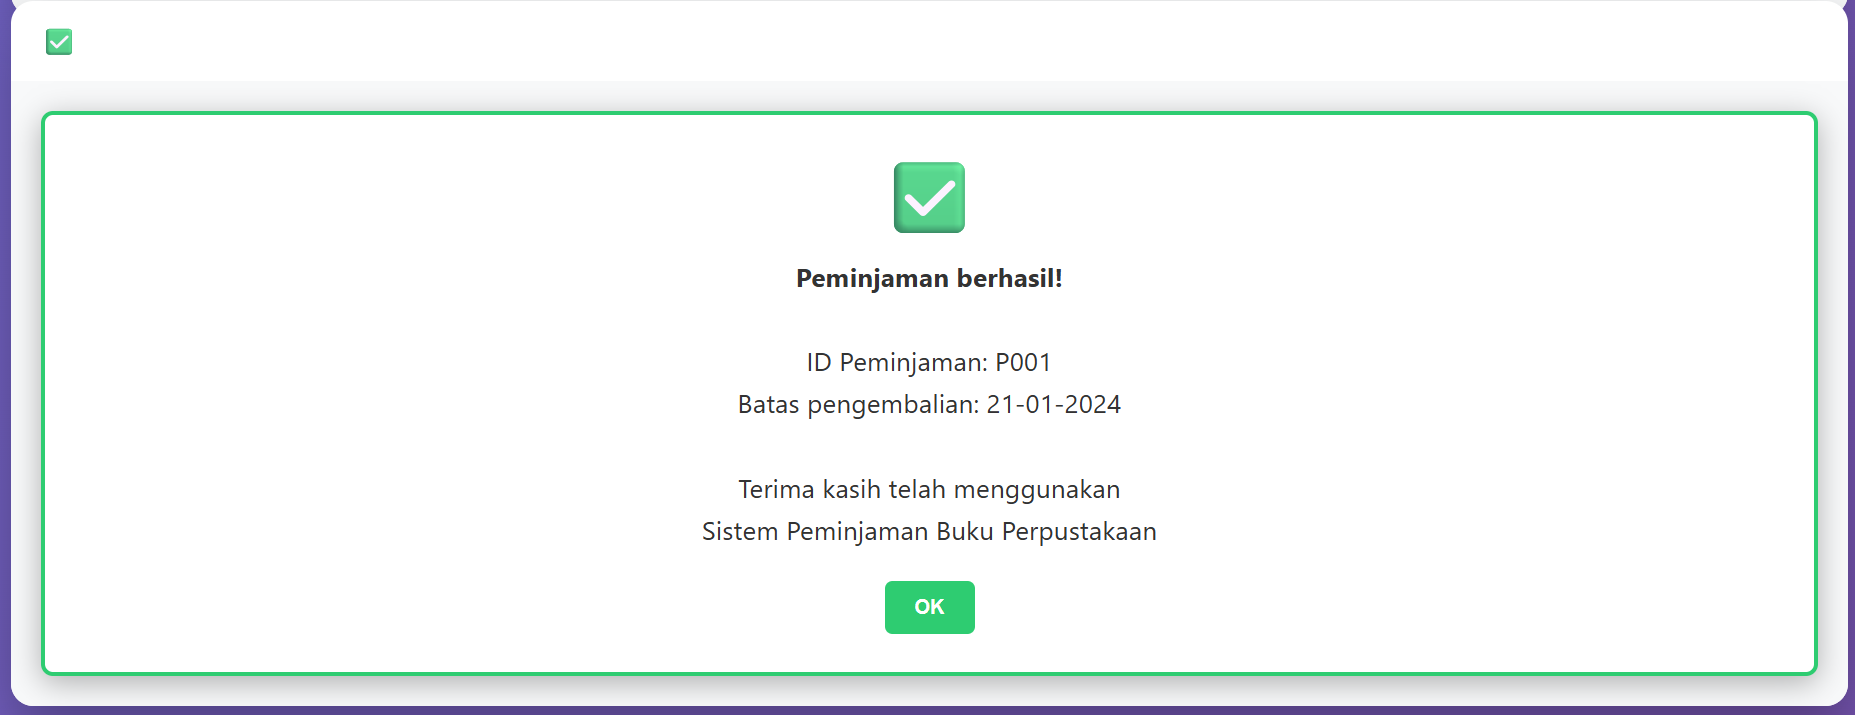 Peminjaman berhasil!
ID Peminjaman: P001
Batas pengembalian: 21-01-2024
Terima kasih telah menggunakan
Sistem Peminjaman Buku Perpustakaan
OK